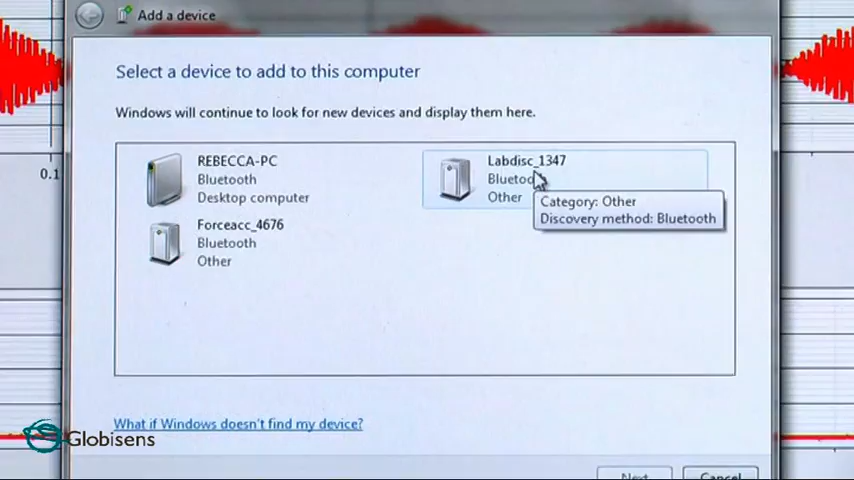 Add a device
Select a device to add to this computer
Windows will continue to look for new devices and display them here.
REBECCA-PC
Bluetooth
Desktop computer
Labdisc_1347
Bluetoo
Other
Category: Other
Discovery method: Bluetooth
Forceacc_4676
Bluetooth
Other
0.1
What if Windows doesn't find my device?
Globisens
Next
Cancel